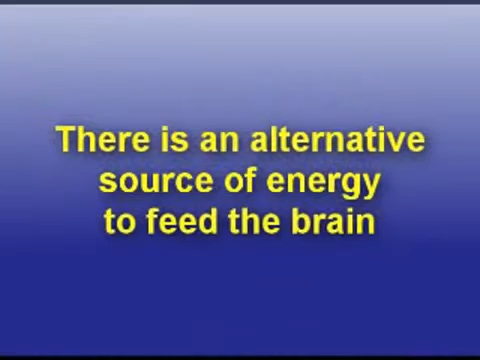 There is an alternative
source of energy
to feed the brain